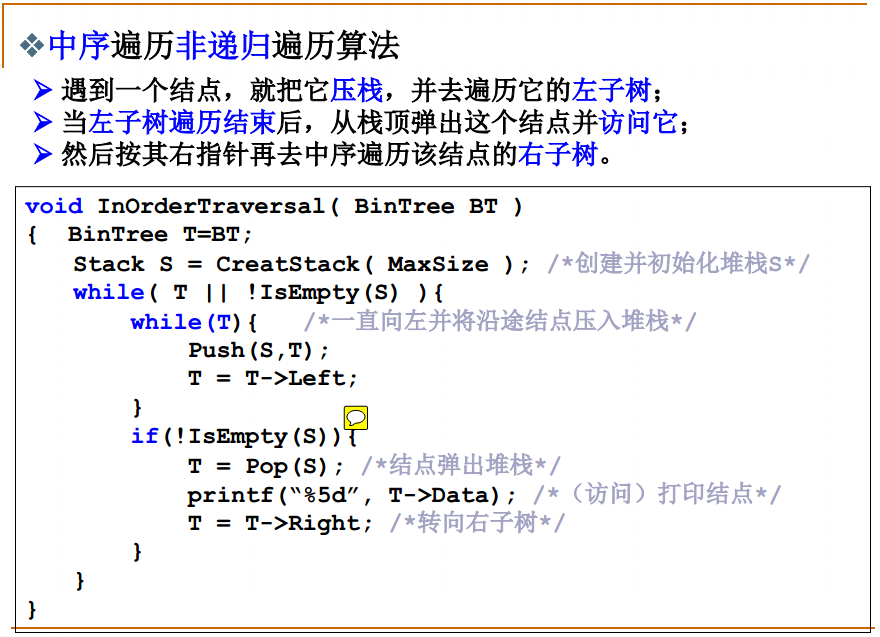 ❖中序遍历非递归遍历算法
➢ 遇到一个结点，就把它压栈，并去遍历它的左子树；
➢ 当左子树遍历结束后，从栈顶弹出这个结点并访问它；
➢ 然后按其右指针再去中序遍历该结点的右子树。
void InOrderTraversal( BinTree BT )
{  BinTree T=BT;
   Stack S = CreatStack( MaxSize ); /*创建并初始化堆栈S*/
   while( T || !IsEmpty(S) ){
       while(T){   /*一直向左并将沿途结点压入堆栈*/
           Push(S,T);
           T = T->Left;
       }
       if(!IsEmpty(S)){
           T = Pop(S); /*结点弹出堆栈*/
           printf(“%5d”, T->Data); /*（访问）打印结点*/
           T = T->Right; /*转向右子树*/
       }
   }
}